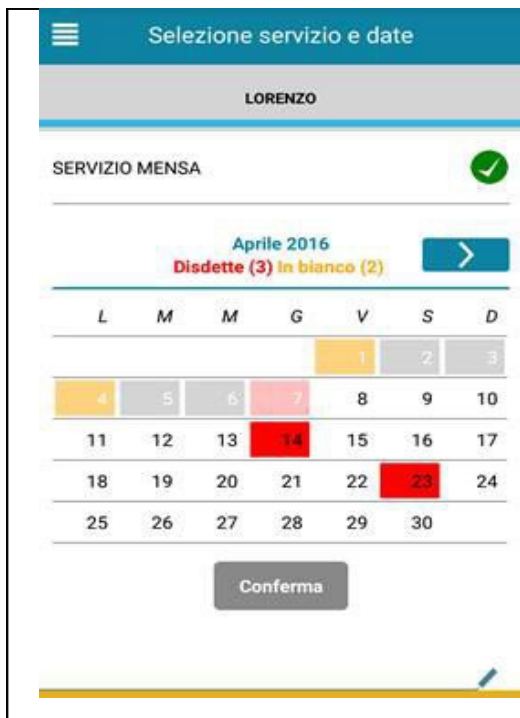 Selezione servizio e date
LORENZO
SERVIZIO MENSA
Aprile 2016
Disdette (3) In bianco (2)
L M M G V S D
1 2 3
4 5 6 7 8 9 10
11 12 13 14 15 16 17
18 19 20 21 22 23 24
25 26 27 28 29 30
Conferma